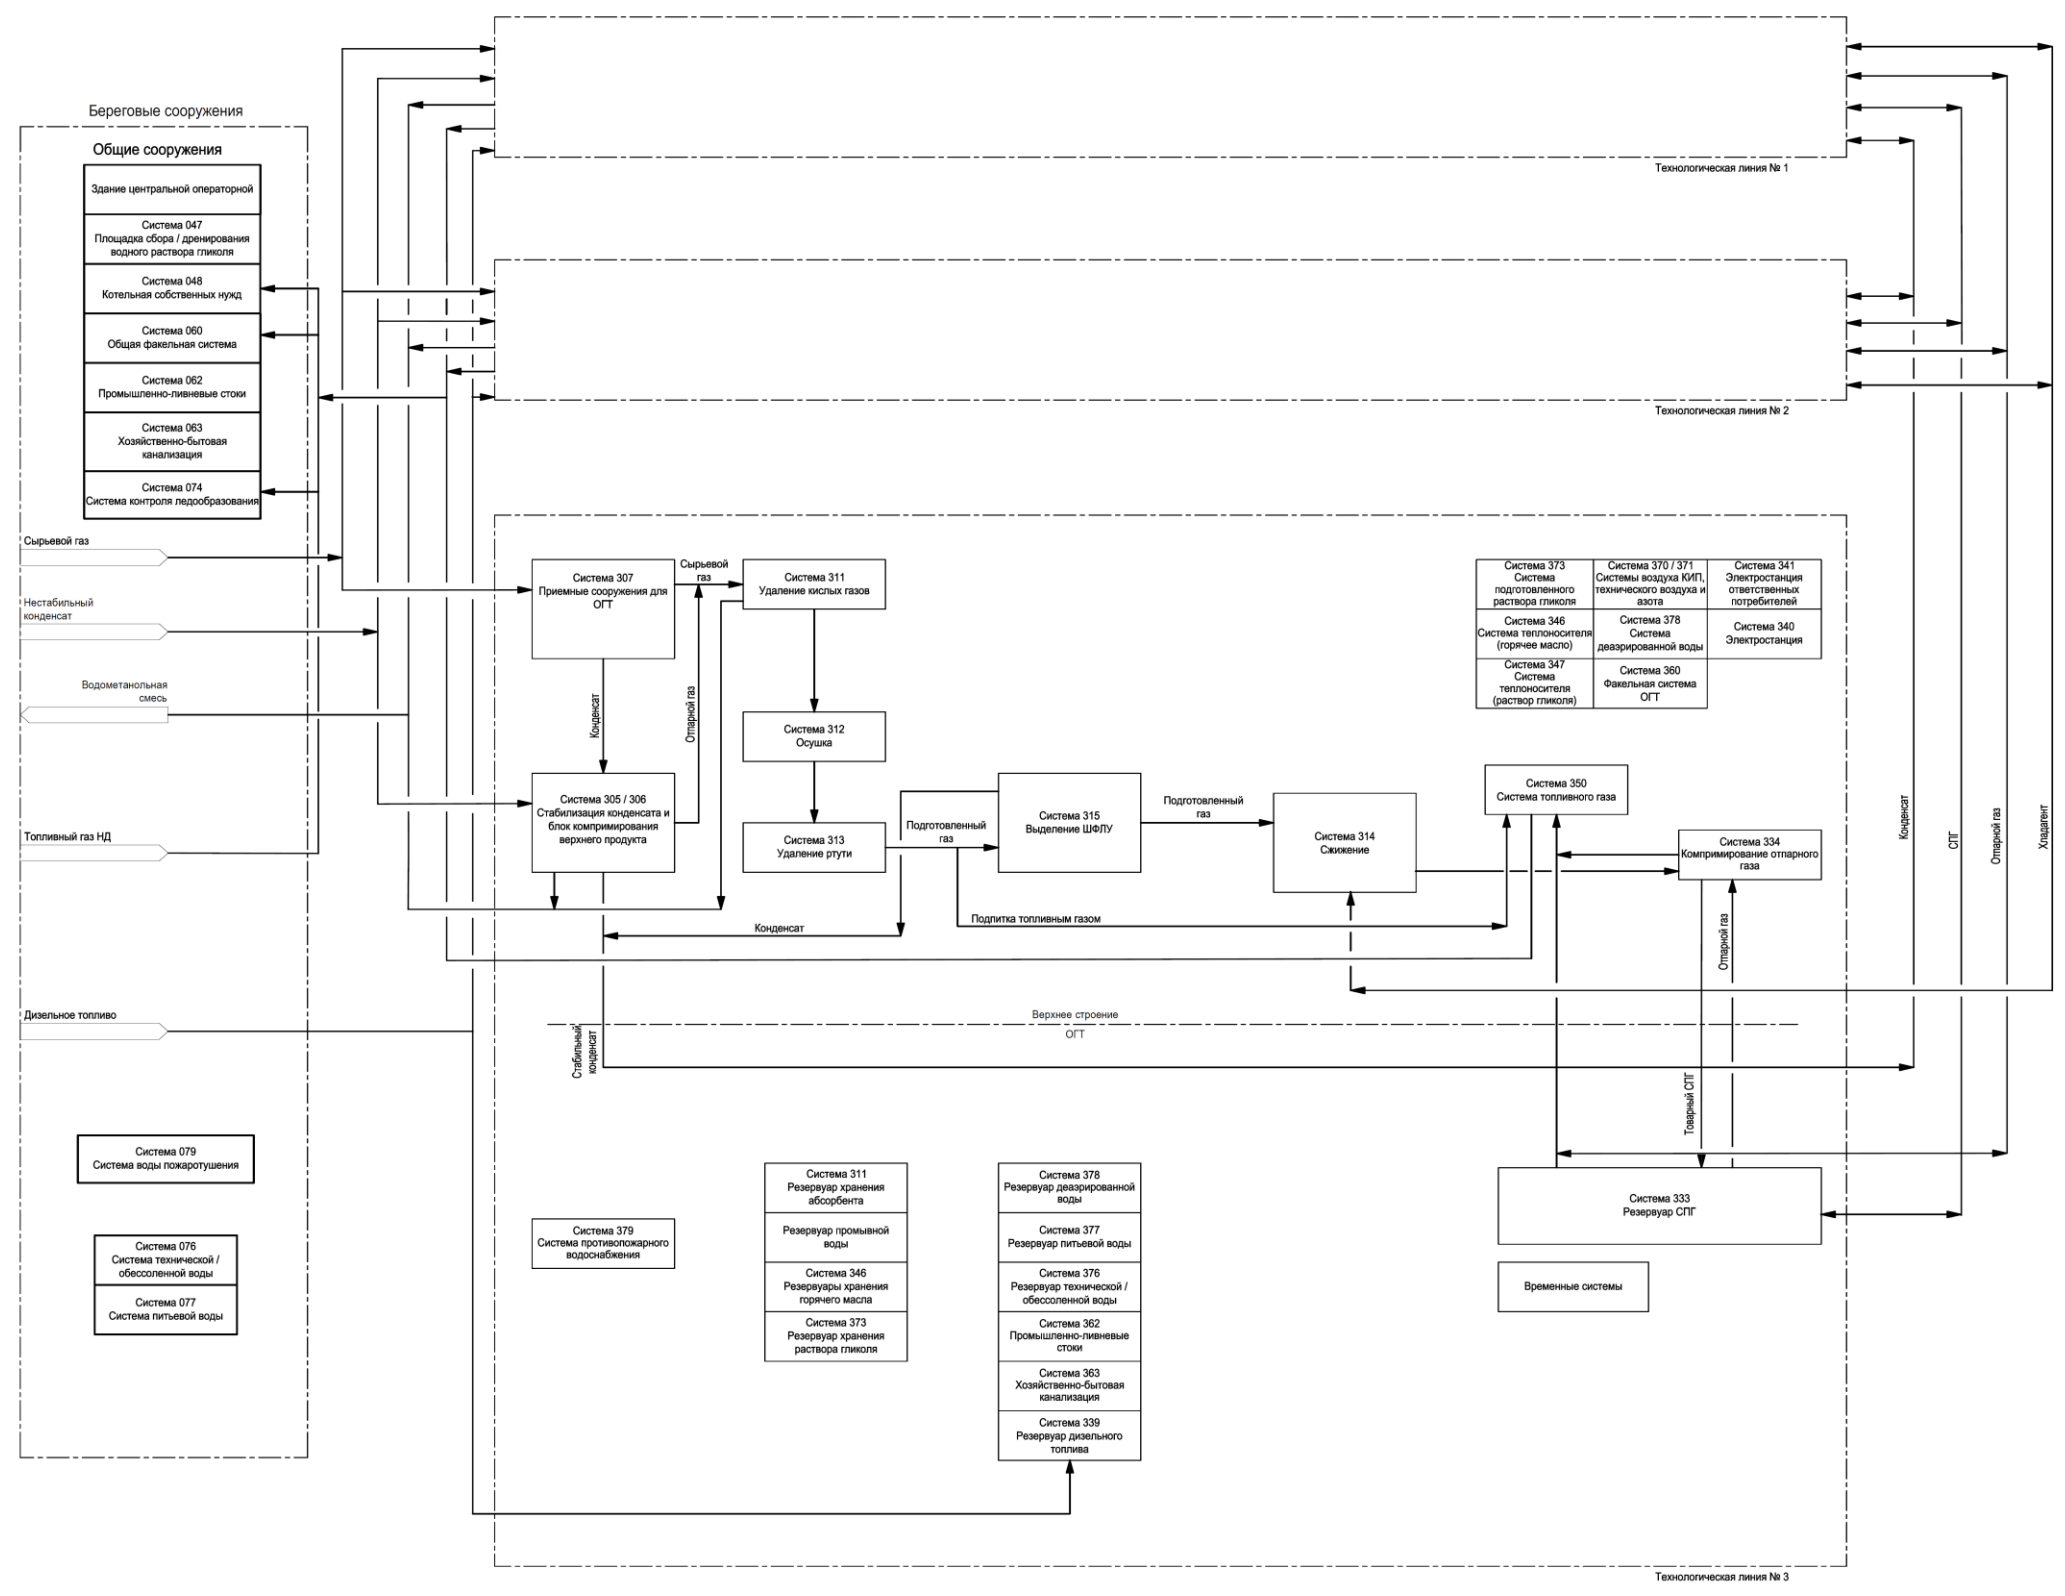 Технологическая линия № 1
Технологическая линия № 2
Береговые сооружения
Общие сооружения
Здание центральной операторной
Система 047
Площадка сбора / дренирования
водного раствора гликоля
Система 048
Котельная собственных нужд
Система 060
Общая факельная система
Система 062
Промышленно-ливневые стоки
Система 063
Хозяйственно-бытовая
канализация
Система 074
Система контроля ледообразования
Сырьевой газ
Нестабильный
конденсат
Водометанольная
смесь
Топливный газ НД
Дизельное топливо
Система 079
Система воды пожаротушения
Система 076
Система технической /
обессоленной воды
Система 077
Система питьевой воды
Система 307
Приемные сооружения для
ОГТ
Сырьевой
газ
Система 311
Удаление кислых газов
Конденсат
Отпарной газ
Система 312
Осушка
Система 305 / 306
Стабилизация конденсата и
блок компримирования
верхнего продукта
Система 313
Удаление ртути
Подготовленный
газ
Система 315
Выделение ШФЛУ
Подготовленный
газ
Система 314
Сжижение
Система 373
Система
подготовленного
раствора гликоля
Система 370 / 371
Системы воздуха КИП,
технического воздуха и
азота
Система 341
Электростанция
ответственных
потребителей
Система 346
Система теплоносителя
(горячее масло)
Система 378
Система
деаэрированной воды
Система 340
Электростанция
Система 347
Система
теплоносителя
(раствор гликоля)
Система 360
Факельная система
ОГТ
Система 350
Система топливного газа
Система 334
Компримирование отпарного
газа
Подпитка топливным газом
Конденсат
Отпарной газ
Конденсат
СПГ
Отпарной газ
Хладагент
Верхнее строение
ОГТ
Стабильный
конденсат
Товарный СПГ
Система 333
Резервуар СПГ
Временные системы
Система 379
Система противопожарного
водоснабжения
Система 311
Резервуар хранения
абсорбента
Резервуар промывной
воды
Система 346
Резервуары хранения
горячего масла
Система 373
Резервуар хранения
раствора гликоля
Система 378
Резервуар деаэрированной
воды
Система 377
Резервуар питьевой воды
Система 376
Резервуар технической /
обессоленной воды
Система 362
Промышленно-ливневые
стоки
Система 363
Хозяйственно-бытовая
канализация
Система 339
Резервуар дизельного
топлива
Технологическая линия № 3